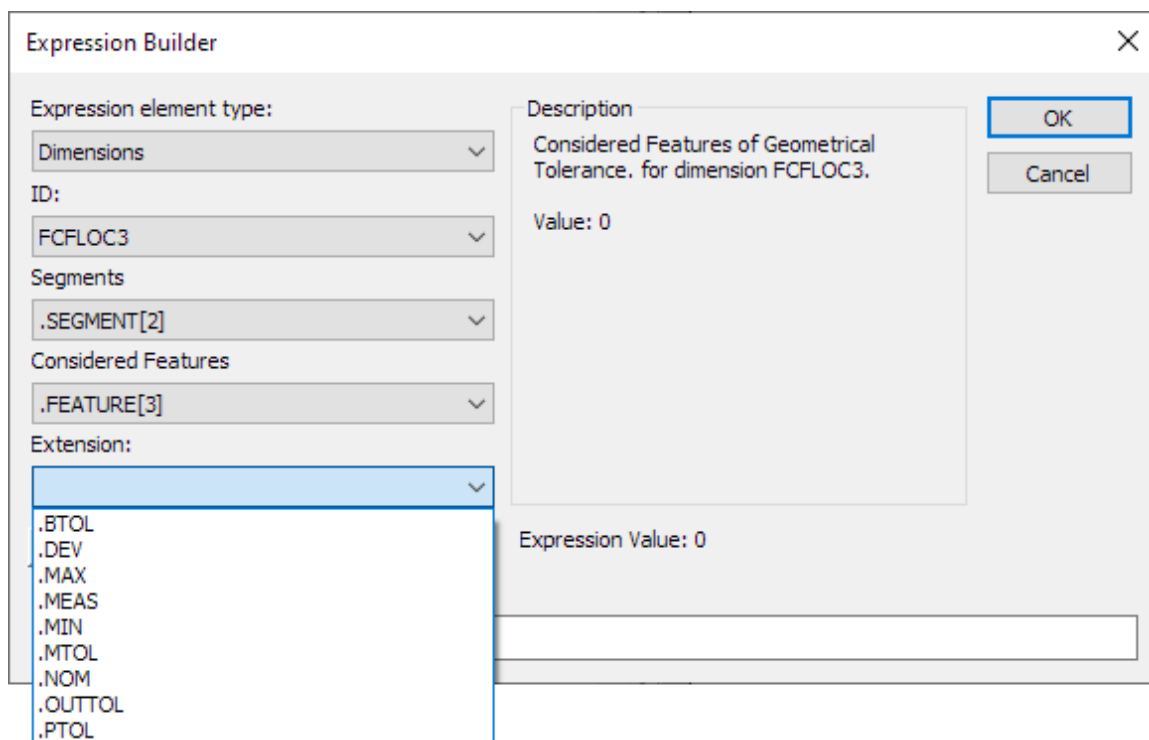 Expression Builder
Expression element type:
Dimensions
ID:
FCFLOC3
Segments
.SEGMENT[2]
Considered Features
.FEATURE[3]
Extension:
.BTOL
.DEV
.MAX
.MEAS
.MIN
.MTOL
.NOM
.OUTTOL
.PTOL
Description
Considered Features of Geometrical
Tolerance. for dimension FCFLOC3.
Value: 0
Expression Value: 0
OK
Cancel